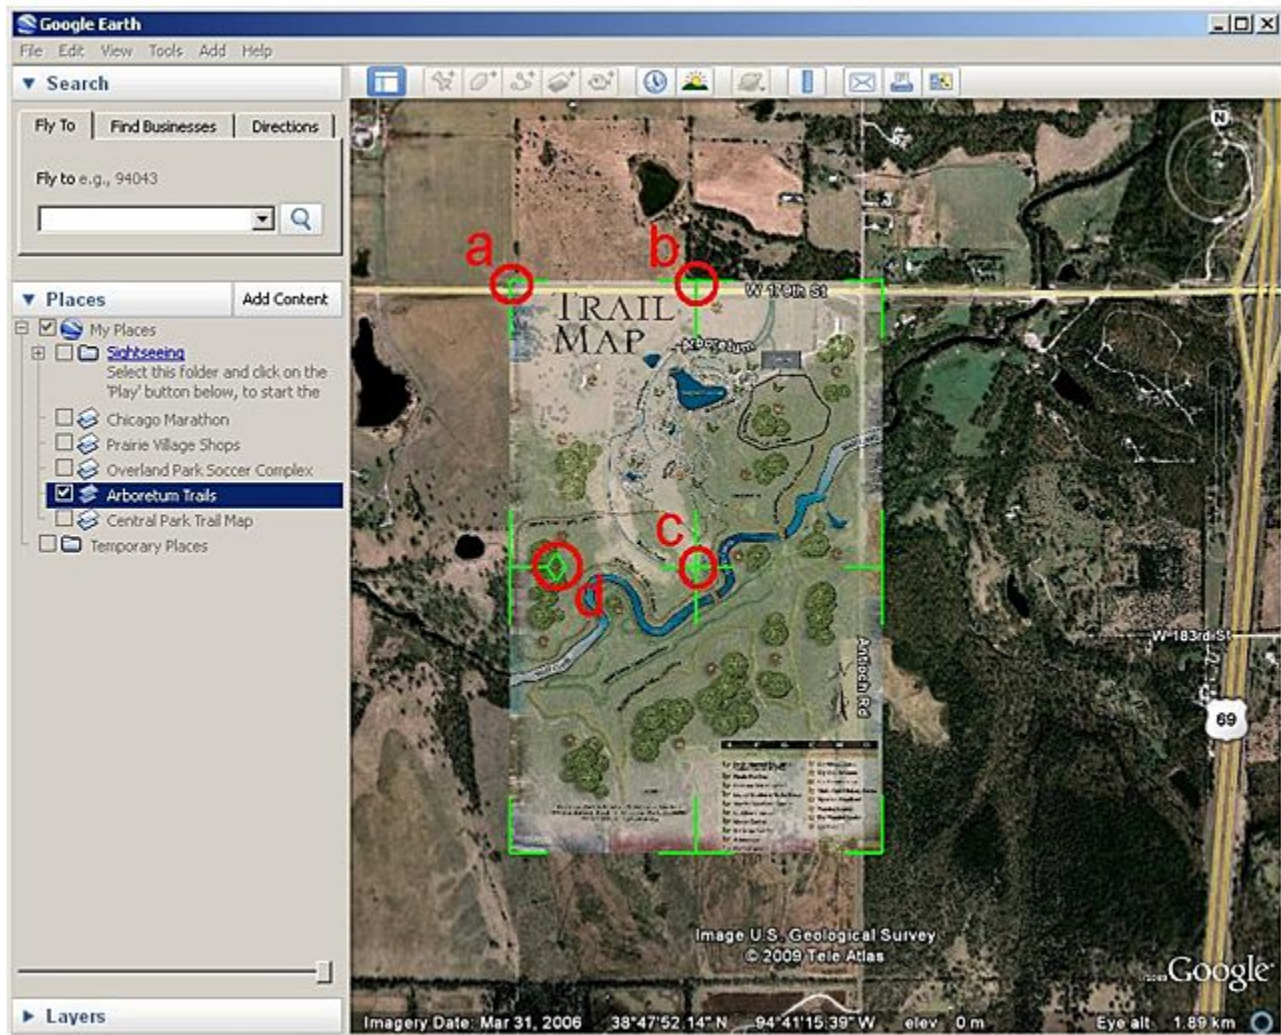 Google Earth
File Edit View Tools Add Help
Search
Fly To Find Businesses Directions
Fly to e.g., 94043
Places Add Content
My Places
Sightseeing
Select this folder and click on the
'Play' button below, to start the
Chicago Marathon
Prairie Village Shops
Overland Park Soccer Complex
Arboretum Trails
Central Park Trail Map
Temporary Places
Layers
N
a
b
W 179th St
TRAIL
MAP
Arboretum
c
d
W 183rd St
Antioch Rd
69
Image U.S. Geological Survey
© 2009 Tele Atlas
Google
Imagery Date: Mar 31, 2006 38°47'52.14" N 94°41'15.39" W elev 0 m Eye alt 1.89 km